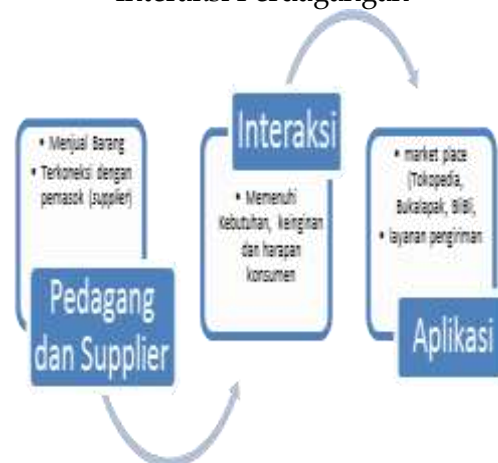 Interaksi Perdagangan
• Menjual Barang
• Terkoneksi dengan
pemasok (supplier)
Pedagang
dan Supplier
Interaksi
• Memenuhi
Kebutuhan, keinginan
dan harapan
konsumen
• market place
(Tokopedia,
Bukalapak, BliBli,
• layanan pengiriman
Aplikasi